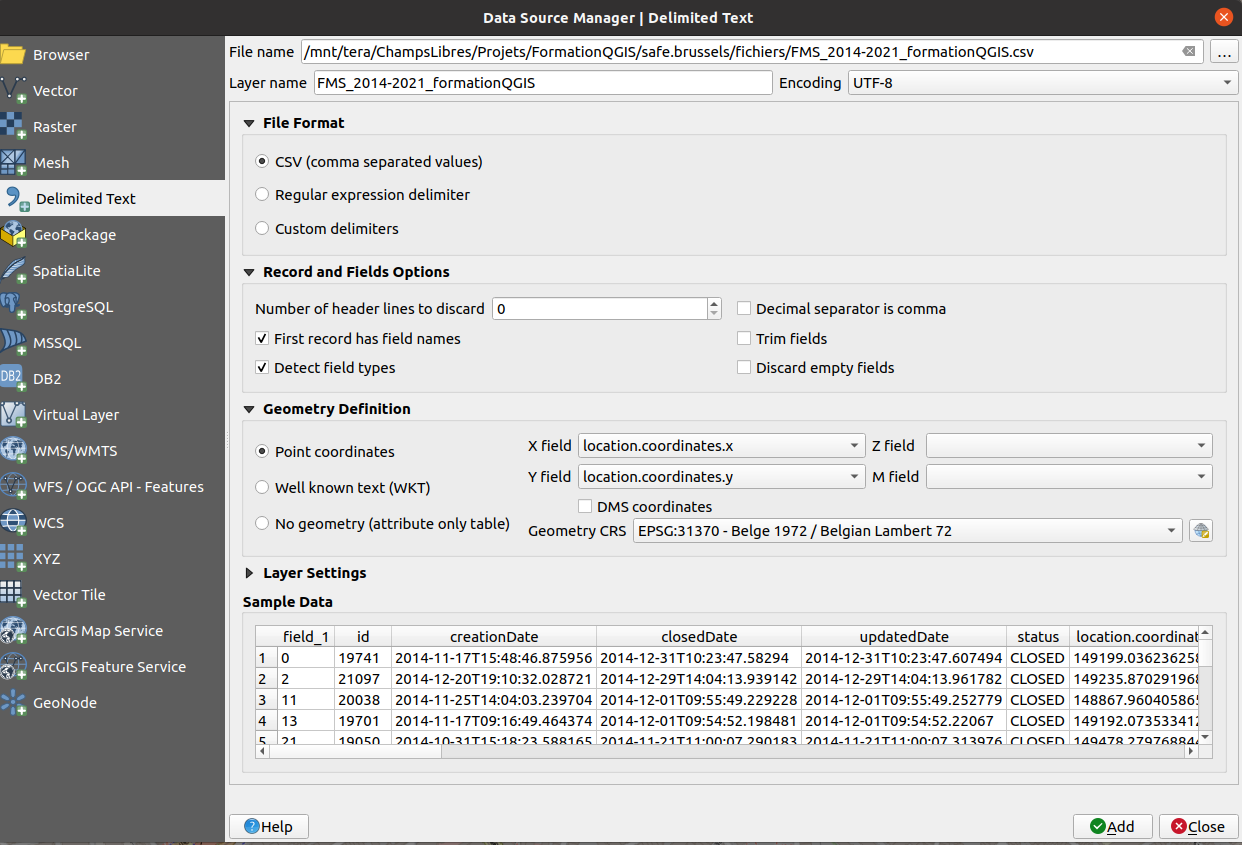 Data Source Manager | Delimited Text
Browser
Vector
Raster
Mesh
Delimited Text
GeoPackage
SpatiaLite
PostgreSQL
MSSQL
DB2 DB2
Virtual Layer
WMS/WMTS
WFS / OGC API - Features
WCS
XYZ
Vector Tile
ArcGIS Map Service
ArcGIS Feature Service
GeoNode
File name /mnt/tera/ChampsLibres/Projets/FormationQGIS/safe.brussels/fichiers/FMS_2014-2021_formationQGIS.csv ...
Layer name FMS_2014-2021_formationQGIS Encoding UTF-8
File Format
CSV (comma separated values)
Regular expression delimiter
Custom delimiters
Record and Fields Options
Number of header lines to discard 0 Decimal separator is comma
First record has field names Trim fields
Detect field types Discard empty fields
Geometry Definition
Point coordinates X field location.coordinates.x Z field
Well known text (WKT) Y field location.coordinates.y M field
DMS coordinates
No geometry (attribute only table) Geometry CRS EPSG:31370 - Belge 1972 / Belgian Lambert 72
Layer Settings
Sample Data
field_1 id creationDate closedDate updatedDate status location.coordinat
1 0 19741 2014-11-17T15:48:46.875956 2014-12-31T10:23:47.58294 2014-12-31T10:23:47.607494 CLOSED 149199.036236258
2 2 21097 2014-12-20T19:10:32.028721 2014-12-29T14:04:13.939142 2014-12-29T14:04:13.961782 CLOSED 149235.870291968
3 11 20038 2014-11-25T14:04:03.239704 2014-12-01T09:55:49.229228 2014-12-01T09:55:49.252779 CLOSED 148867.960405865
4 13 19701 2014-11-17T09:16:49.464374 2014-12-01T09:54:52.198481 2014-12-01T09:54:52.22067 CLOSED 149192.073533412
5 21 19050 2014-10-31T15:18:23.588165 2014-11-21T11:00:07.290183 2014-11-21T11:00:07.313976 CLOSED 149478.279768844
Help Add Close